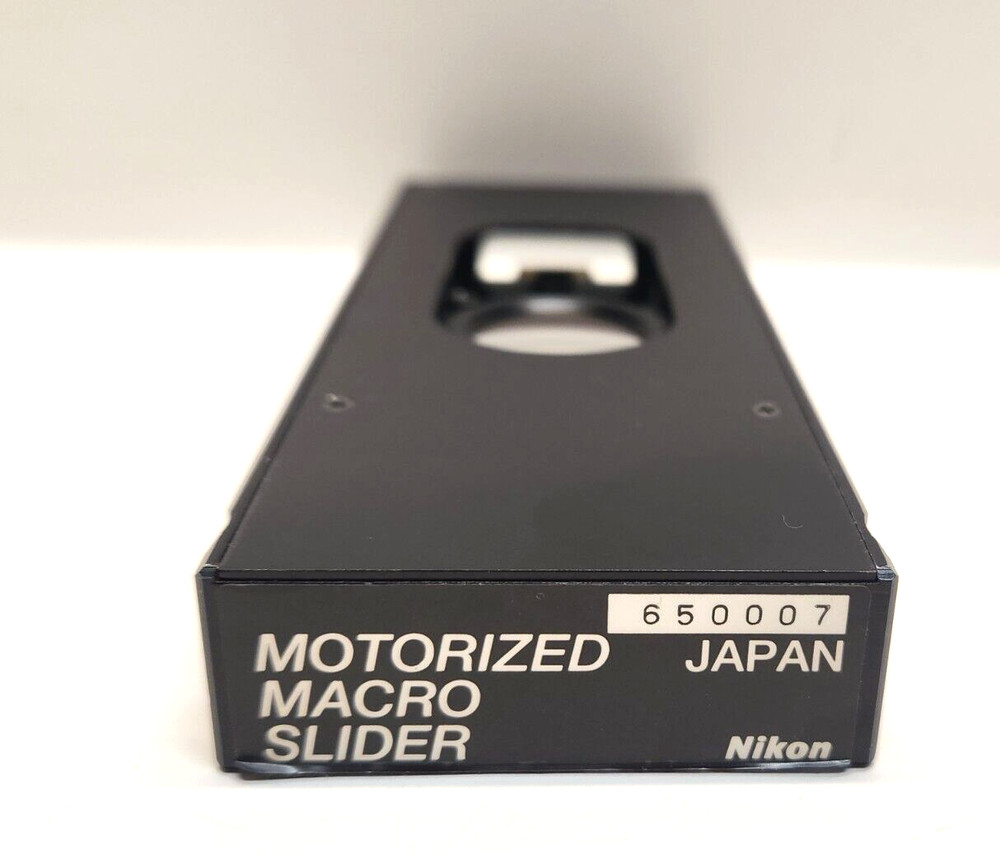 650007
MOTORIZED JAPAN
MACRO
SLIDER Nikon